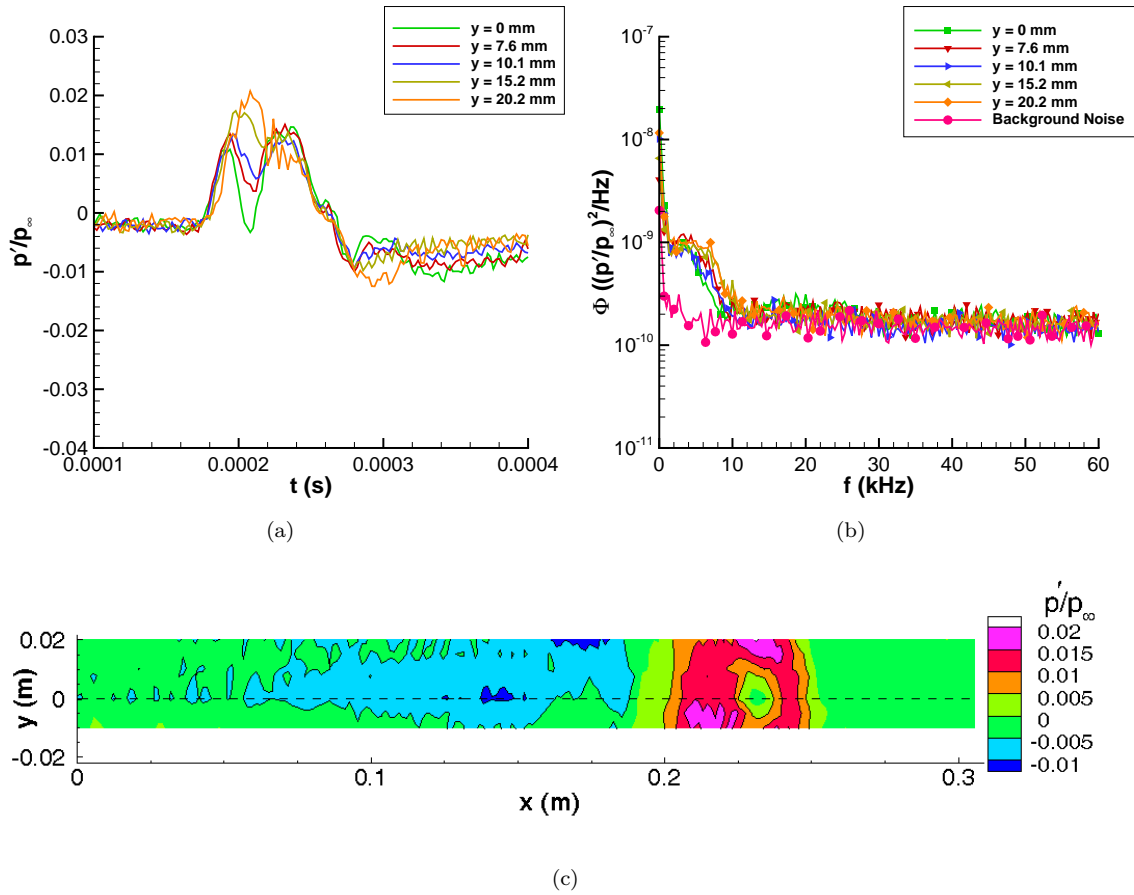 0.03
0.02
0.01
0
-0.01
-0.02
-0.03
-0.04
p'/p∞
0.0001 0.0002 0.0003 0.0004
t (s)
y = 0 mm
y = 7.6 mm
y = 10.1 mm
y = 15.2 mm
y = 20.2 mm
(a)
10⁻⁷
10⁻⁸
10⁻⁹
10⁻¹⁰
10⁻¹¹
Φ ((p'/p∞)²/Hz)
0 10 20 30 40 50 60
f (kHz)
y = 0 mm
y = 7.6 mm
y = 10.1 mm
y = 15.2 mm
y = 20.2 mm
Background Noise
(b)
0.02
0
-0.02
y (m)
0 0.1 0.2 0.3
x (m)
p'/p∞
0.02
0.015
0.01
0.005
0
-0.005
-0.01
(c)